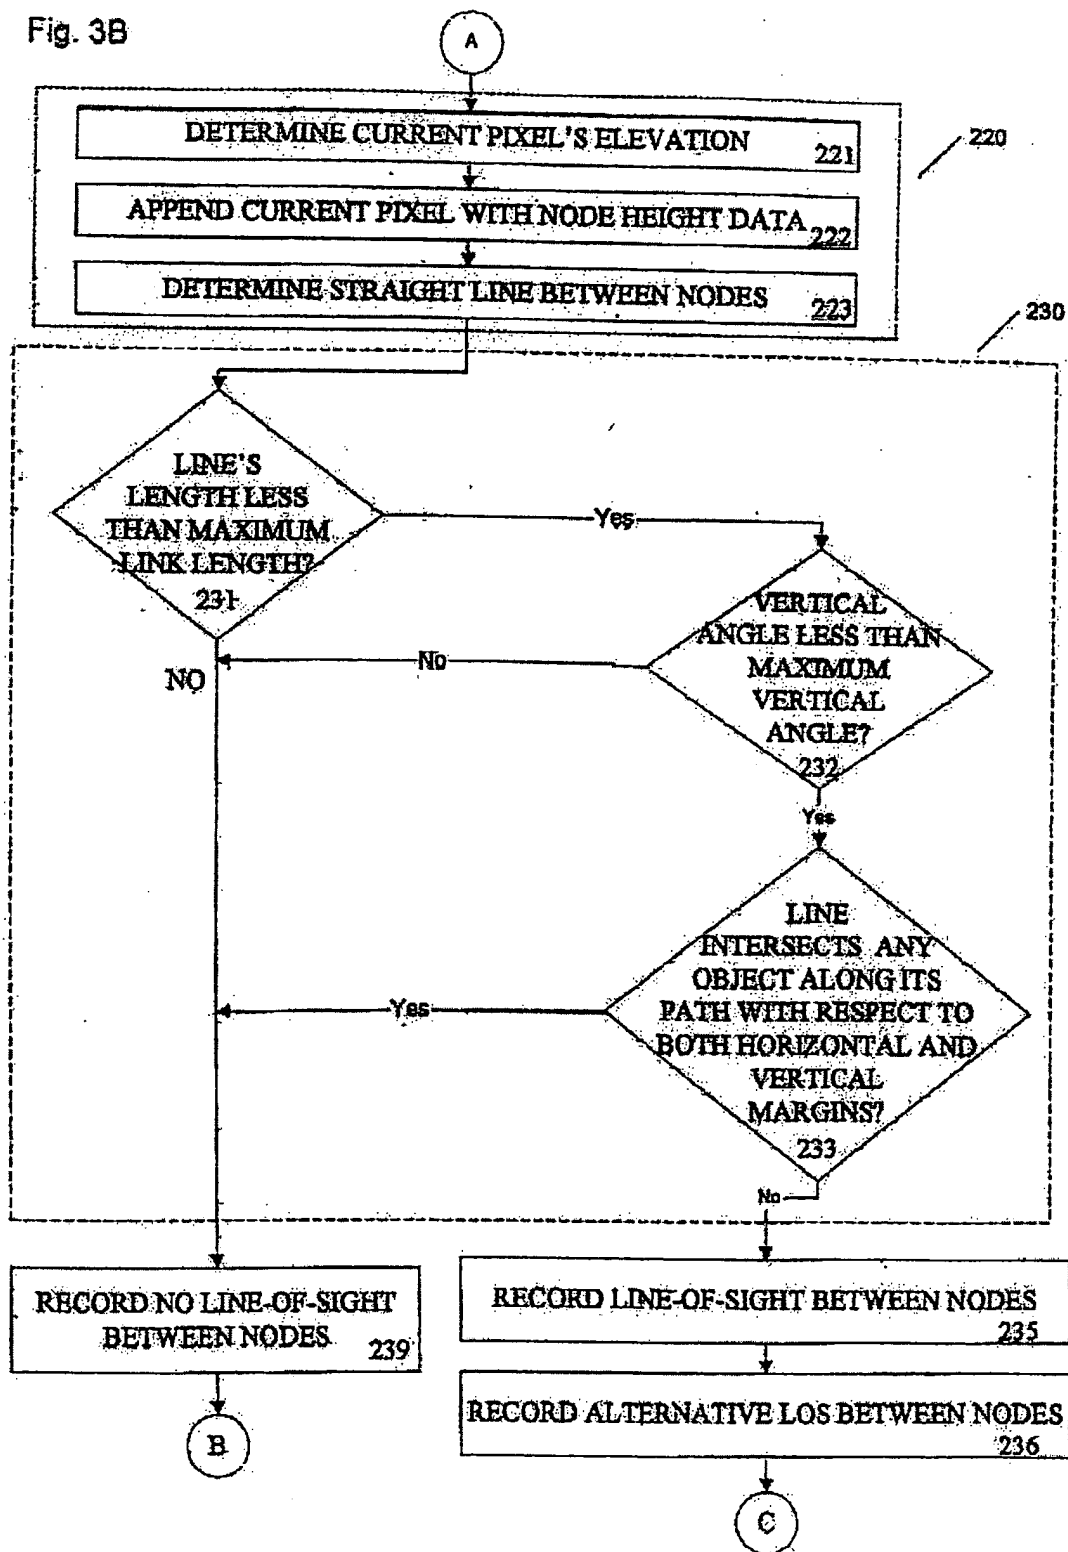 Fig. 3B
A
DETERMINE CURRENT PIXEL'S ELEVATION
221
220
APPEND CURRENT PIXEL WITH NODE HEIGHT DATA
222
DETERMINE STRAIGHT LINE BETWEEN NODES
223
230
LINE'S
LENGTH LESS
THAN MAXIMUM
LINK LENGTH?
231
Yes
VERTICAL
ANGLE LESS THAN
MAXIMUM
VERTICAL
ANGLE?
232
No
NO
Yes
LINE
INTERSECTS ANY
OBJECT ALONG ITS
PATH WITH RESPECT TO
BOTH HORIZONTAL AND
VERTICAL
MARGINS?
233
Yes
No
RECORD NO LINE-OF-SIGHT
BETWEEN NODES
239
RECORD LINE-OF-SIGHT BETWEEN NODES
235
RECORD ALTERNATIVE LOS BETWEEN NODES
236
B
C